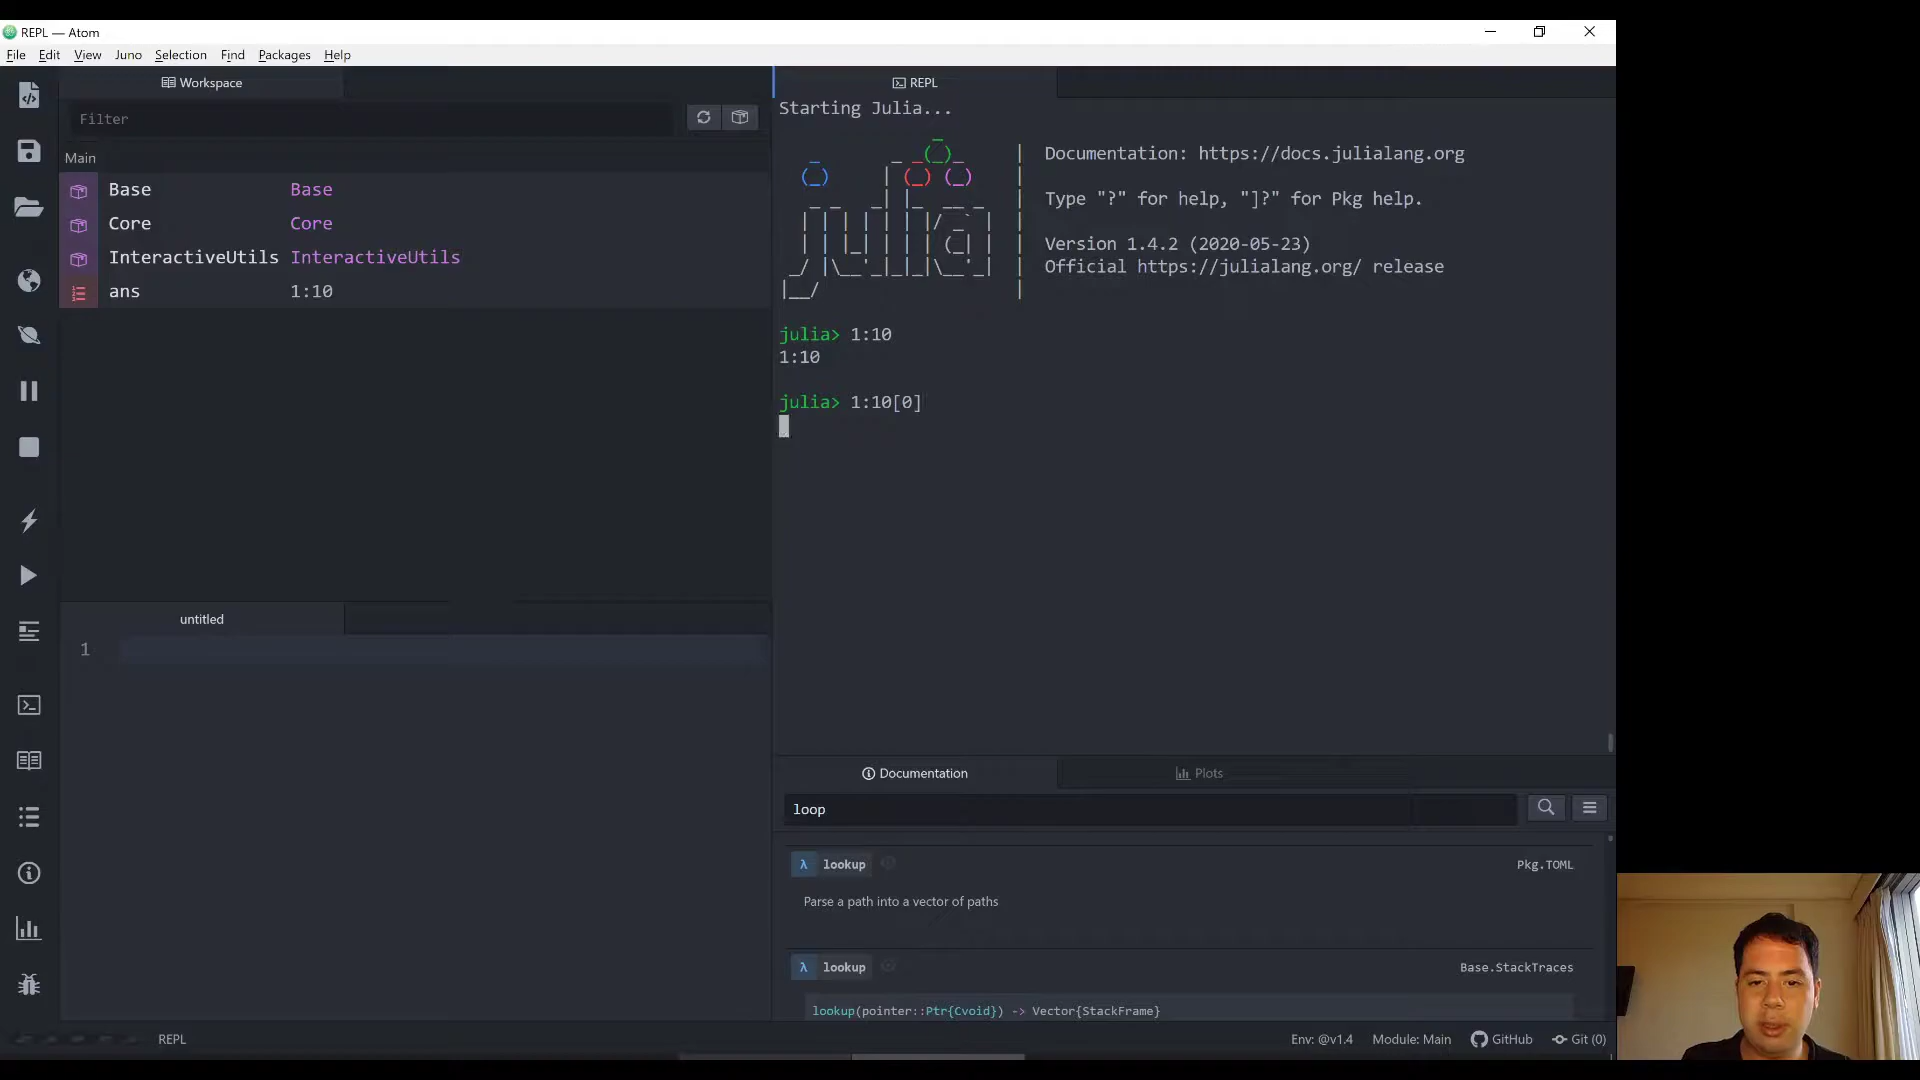 REPL — Atom
File Edit View Juno Selection Find Packages Help
Workspace
Filter
Main
Base Base
Core Core
InteractiveUtils InteractiveUtils
ans 1:10
untitled
1
REPL
Starting Julia...
Documentation: https://docs.julialang.org
Type "?" for help, "]?" for Pkg help.
Version 1.4.2 (2020-05-23)
Official https://julialang.org/ release
julia> 1:10
1:10
julia> 1:10[0]
Documentation Plots
loop
λ lookup Pkg.TOML
Parse a path into a vector of paths
λ lookup Base.StackTraces
lookup(pointer::Ptr{Cvoid}) -> Vector{StackFrame}
REPL Env: @v1.4 Module: Main GitHub Git (0)